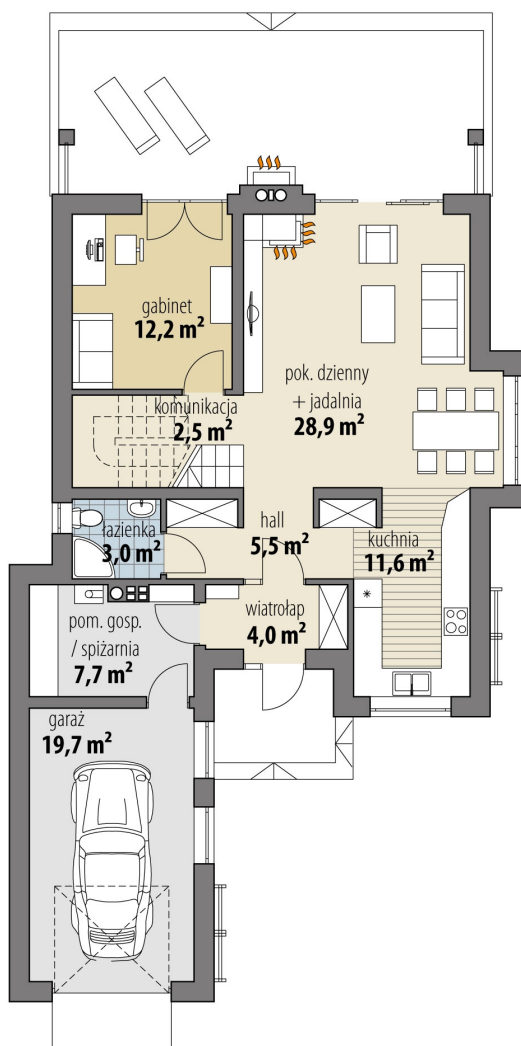 gabinet
12,2 m²
komunikacja
2,5 m²
pok. dzienny
+ jadalnia
28,9 m²
łazienka
3,0 m²
hall
5,5 m²
kuchnia
11,6 m²
wiatrołap
4,0 m²
pom. gosp.
/ spiżarnia
7,7 m²
garaż
19,7 m²